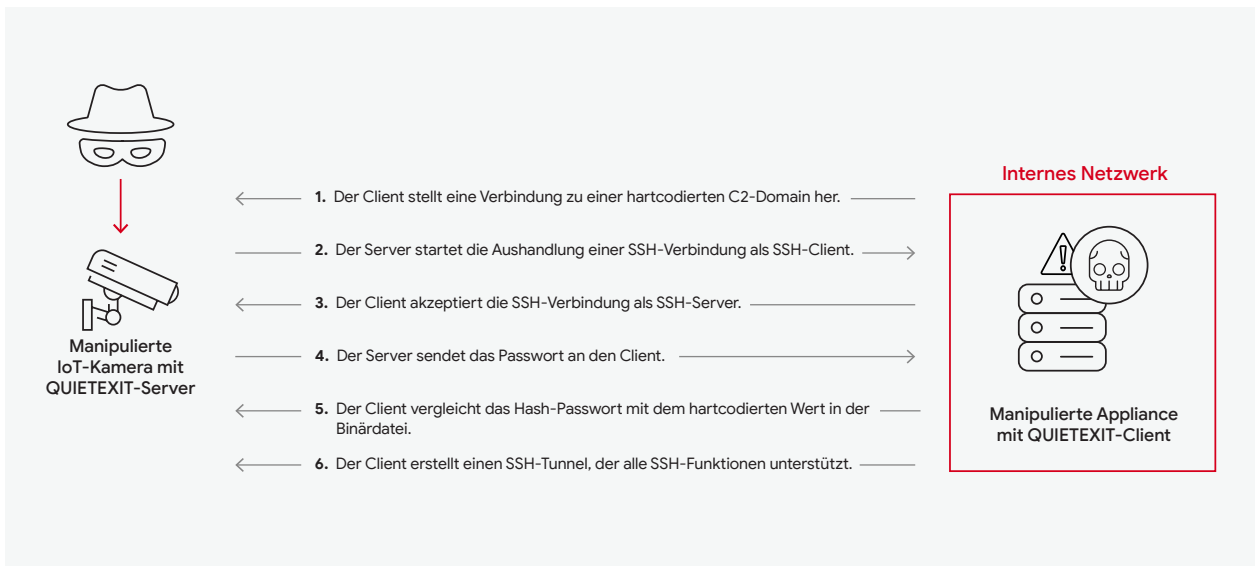 Internes Netzwerk
1. Der Client stellt eine Verbindung zu einer hartcodierten C2-Domain her.
2. Der Server startet die Aushandlung einer SSH-Verbindung als SSH-Client.
3. Der Client akzeptiert die SSH-Verbindung als SSH-Server.
4. Der Server sendet das Passwort an den Client.
5. Der Client vergleicht das Hash-Passwort mit dem hartcodierten Wert in der
Binärdatei.
6. Der Client erstellt einen SSH-Tunnel, der alle SSH-Funktionen unterstützt.
Manipulierte
IoT-Kamera mit
QUIETEXIT-Server
Manipulierte Appliance
mit QUIETEXIT-Client